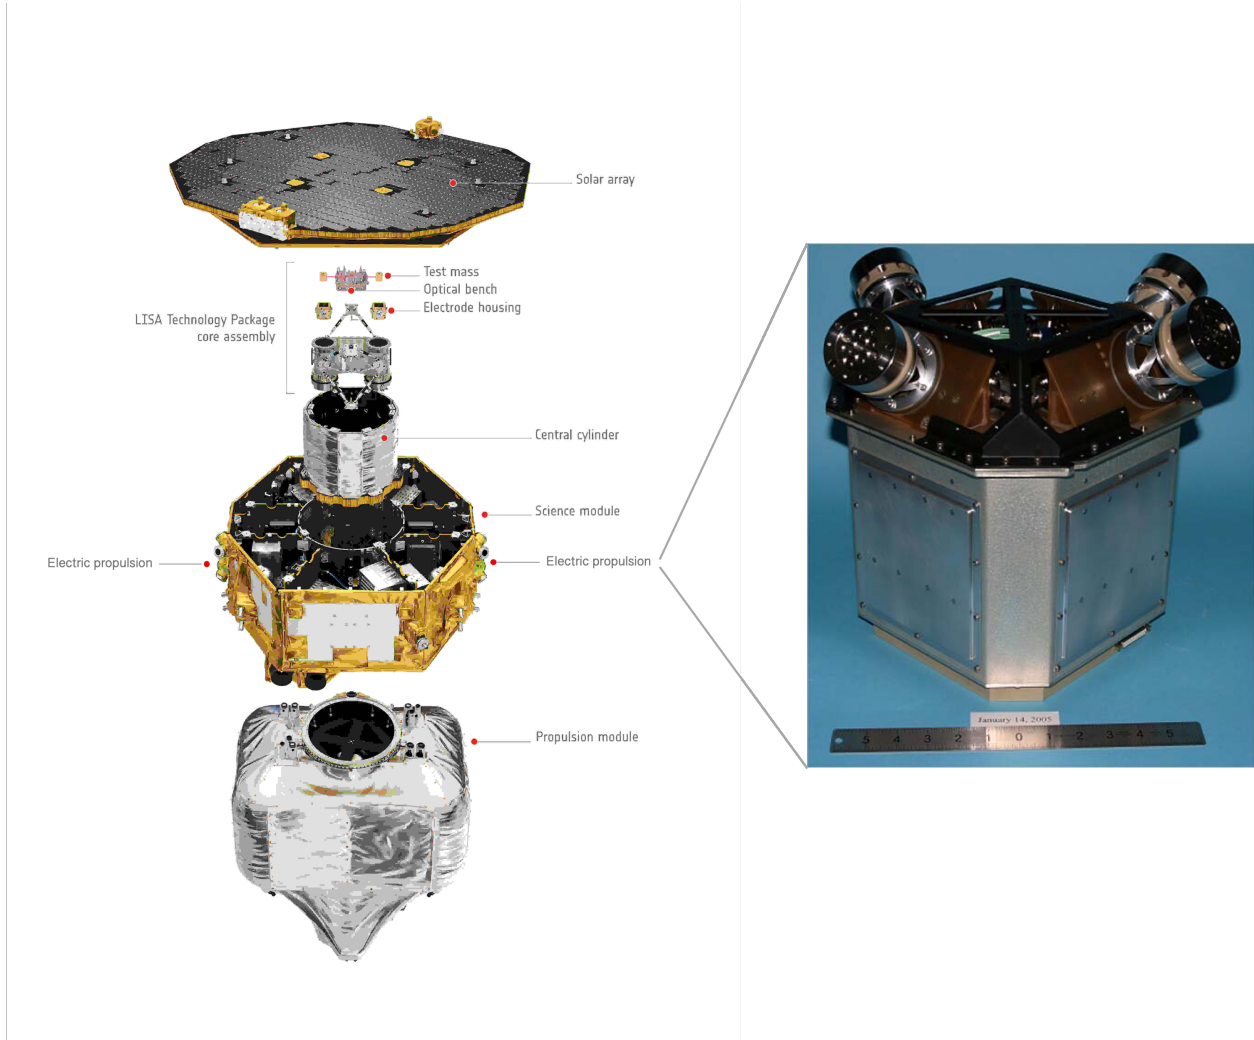 Solar array
Test mass
Optical bench
Electrode housing
LISA Technology Package
core assembly
Central cylinder
Science module
Electric propulsion
Electric propulsion
Propulsion module
January 14, 2005
5 4 3 2 1 0 1 2 3 4 5